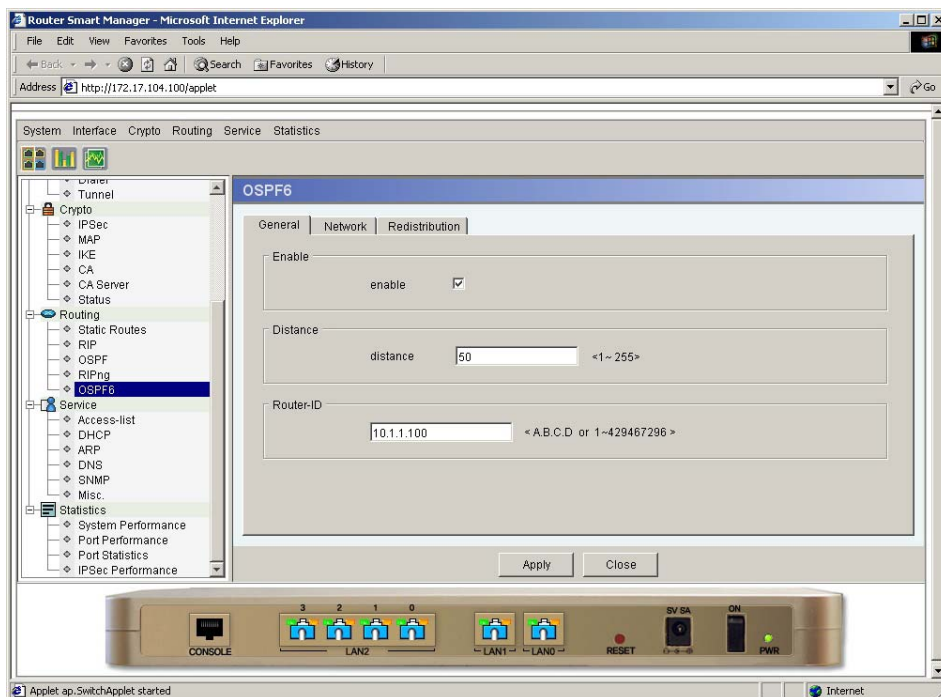 Router Smart Manager - Microsoft Internet Explorer
File Edit View Favorites Tools Help
Back Search Favorites History
Address http://172.17.104.100/applet Go
System Interface Crypto Routing Service Statistics
Dialer
Tunnel
Crypto
IPSec
MAP
IKE
CA
CA Server
Status
Routing
Static Routes
RIP
OSPF
RIPng
OSPF6
Service
Access-list
DHCP
ARP
DNS
SNMP
Misc.
Statistics
System Performance
Port Performance
Port Statistics
IPSec Performance
OSPF6
General Network Redistribution
Enable
enable
Distance
distance 50 <1~ 255>
Router-ID
10.1.1.100 < A.B.C.D or 1~429467296 >
Apply Close
3 2 1 0
CONSOLE LAN2 LAN1 LAN0 RESET 5V 5A ON PWR
Applet ap.SwitchApplet started Internet